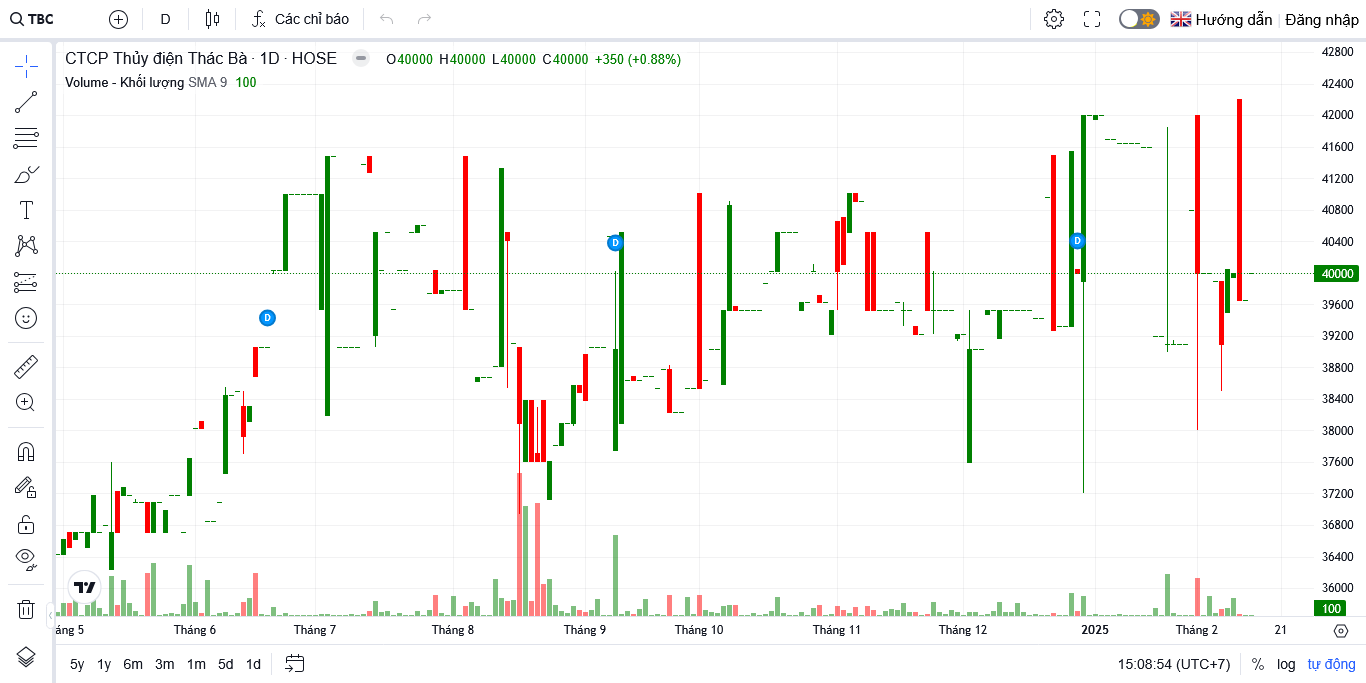 TBC
D
Các chỉ báo
Hướng dẫn
Đăng nhập
CTCP Thủy điện Thác Bà · 1D · HOSE
O40000 H40000 L40000 C40000 +350 (+0.88%)
Volume - Khối lượng SMA 9 100
42800
42400
42000
41600
41200
40800
40400
40000
39600
39200
38800
38400
38000
37600
37200
36800
36400
36000
100
D
D
D
áng 5
Tháng 6
Tháng 7
Tháng 8
Tháng 9
Tháng 10
Tháng 11
Tháng 12
2025
Tháng 2
21
5y 1y 6m 3m 1m 5d 1d
15:08:54 (UTC+7)
% log tự động